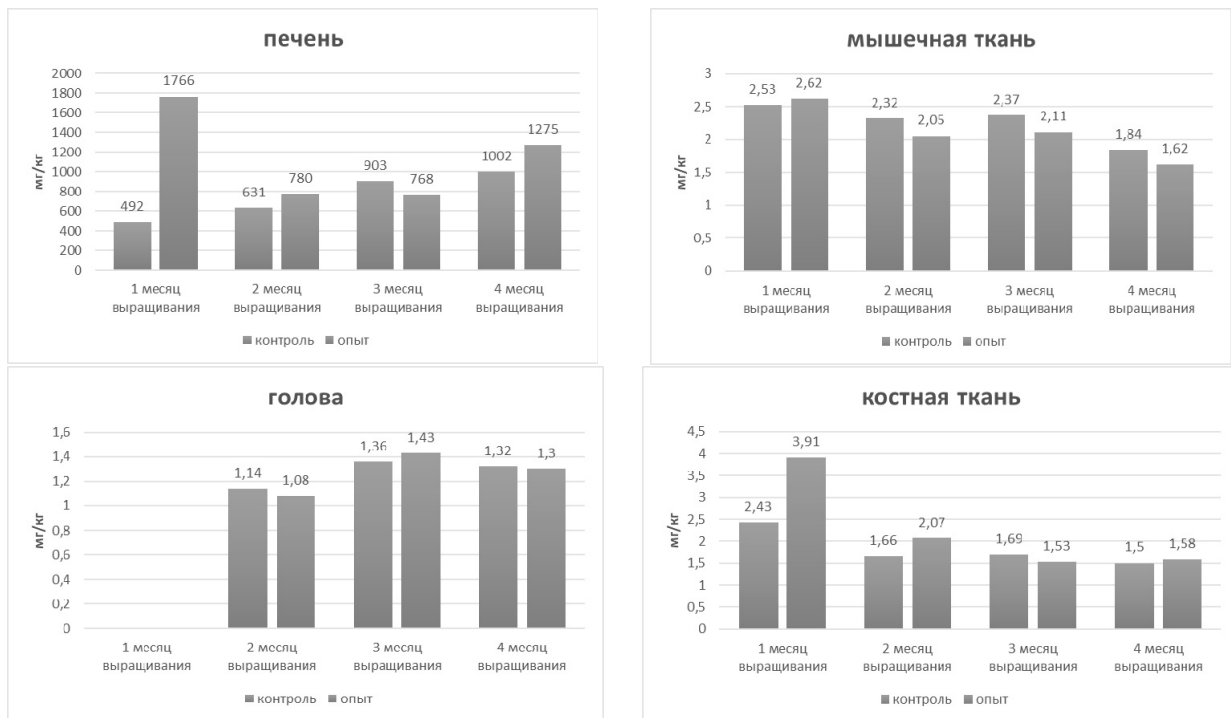 печень
мг/кг
2000
1800
1600
1400
1200
1000
800
600
400
200
0
492
1766
631
780
903
768
1002
1275
1 месяц выращивания
2 месяц выращивания
3 месяц выращивания
4 месяц выращивания
контроль опыт
мышечная ткань
мг/кг
3
2,5
2
1,5
1
0,5
0
2,53
2,62
2,32
2,05
2,37
2,11
1,84
1,62
1 месяц выращивания
2 месяц выращивания
3 месяц выращивания
4 месяц выращивания
контроль опыт
голова
мг/кг
1,6
1,4
1,2
1
0,8
0,6
0,4
0,2
0
1,14
1,08
1,36
1,43
1,32
1,3
1 месяц выращивания
2 месяц выращивания
3 месяц выращивания
4 месяц выращивания
контроль опыт
костная ткань
мг/кг
4,5
4
3,5
3
2,5
2
1,5
1
0,5
0
2,43
3,91
1,66
2,07
1,69
1,53
1,5
1,58
1 месяц выращивания
2 месяц выращивания
3 месяц выращивания
4 месяц выращивания
контроль опыт